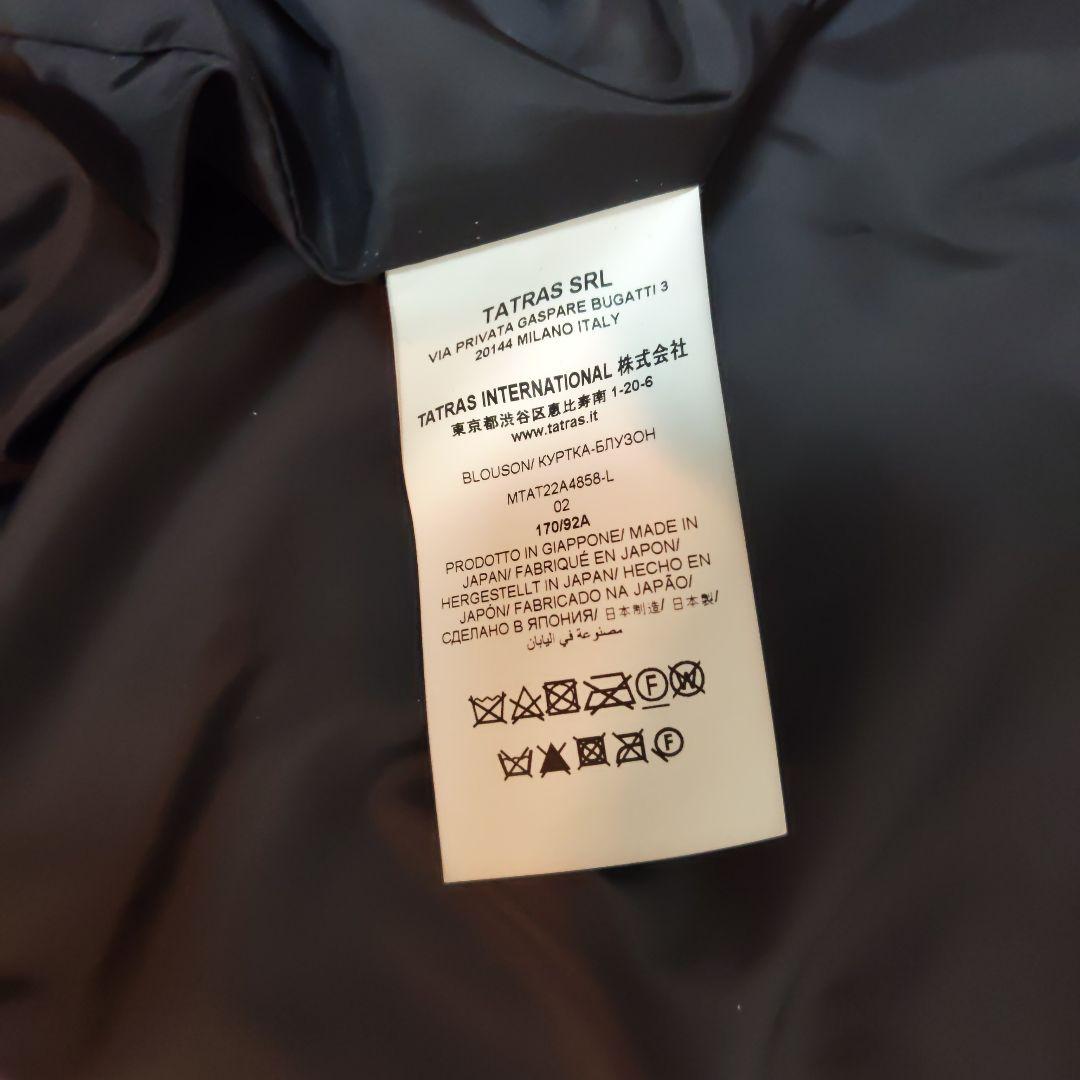 TATRAS SRL
VIA PRIVATA GASPARE BUGATTI 3
20144 MILANO ITALY
TATRAS INTERNATIONAL 株式会社
東京都渋谷区恵比寿南 1-20-6
www.tatras.it
BLOUSON/ КУРТКА-БЛУЗОН
MTAT22A4858-L
02
170/92A
PRODOTTO IN GIAPPONE/ MADE IN
JAPAN/ FABRIQUÉ EN JAPON/
HERGESTELLT IN JAPAN/ HECHO EN
JAPÓN/ FABRICADO NA JAPÃO/
СДЕЛАНО В ЯПОНИЯ/ 日本制造/ 日本製/
مصنوعة في اليابان
F W
F